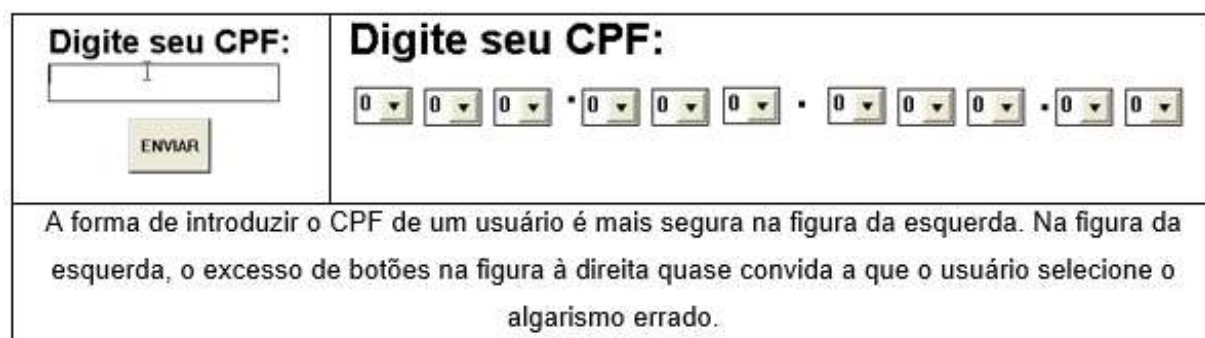 Digite seu CPF:
ENVIAR
Digite seu CPF:
0 0 0 . 0 0 0 . 0 0 0 . 0 0
A forma de introduzir o CPF de um usuário é mais segura na figura da esquerda. Na figura da
esquerda, o excesso de botões na figura à direita quase convida a que o usuário selecione o
algarismo errado.